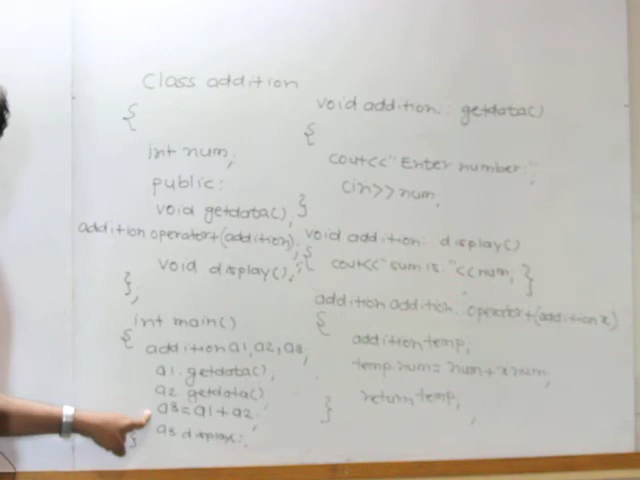 Class addition
{
int num;
public:
void getdata();
addition operator+(addition);
void display();
};
int main()
{
addition a1,a2,a3;
a1.getdata();
a2 getdata()
a3=a1+a2;
a3.display;
}
void addition::getdata()
{
cout<<"Enter number:";
cin>>num;
}
void addition::display()
{ cout<<"sum is:"<<num; }
addition addition::operator+(addition x)
{
addition temp;
temp.num=num+x.num;
return temp;
}